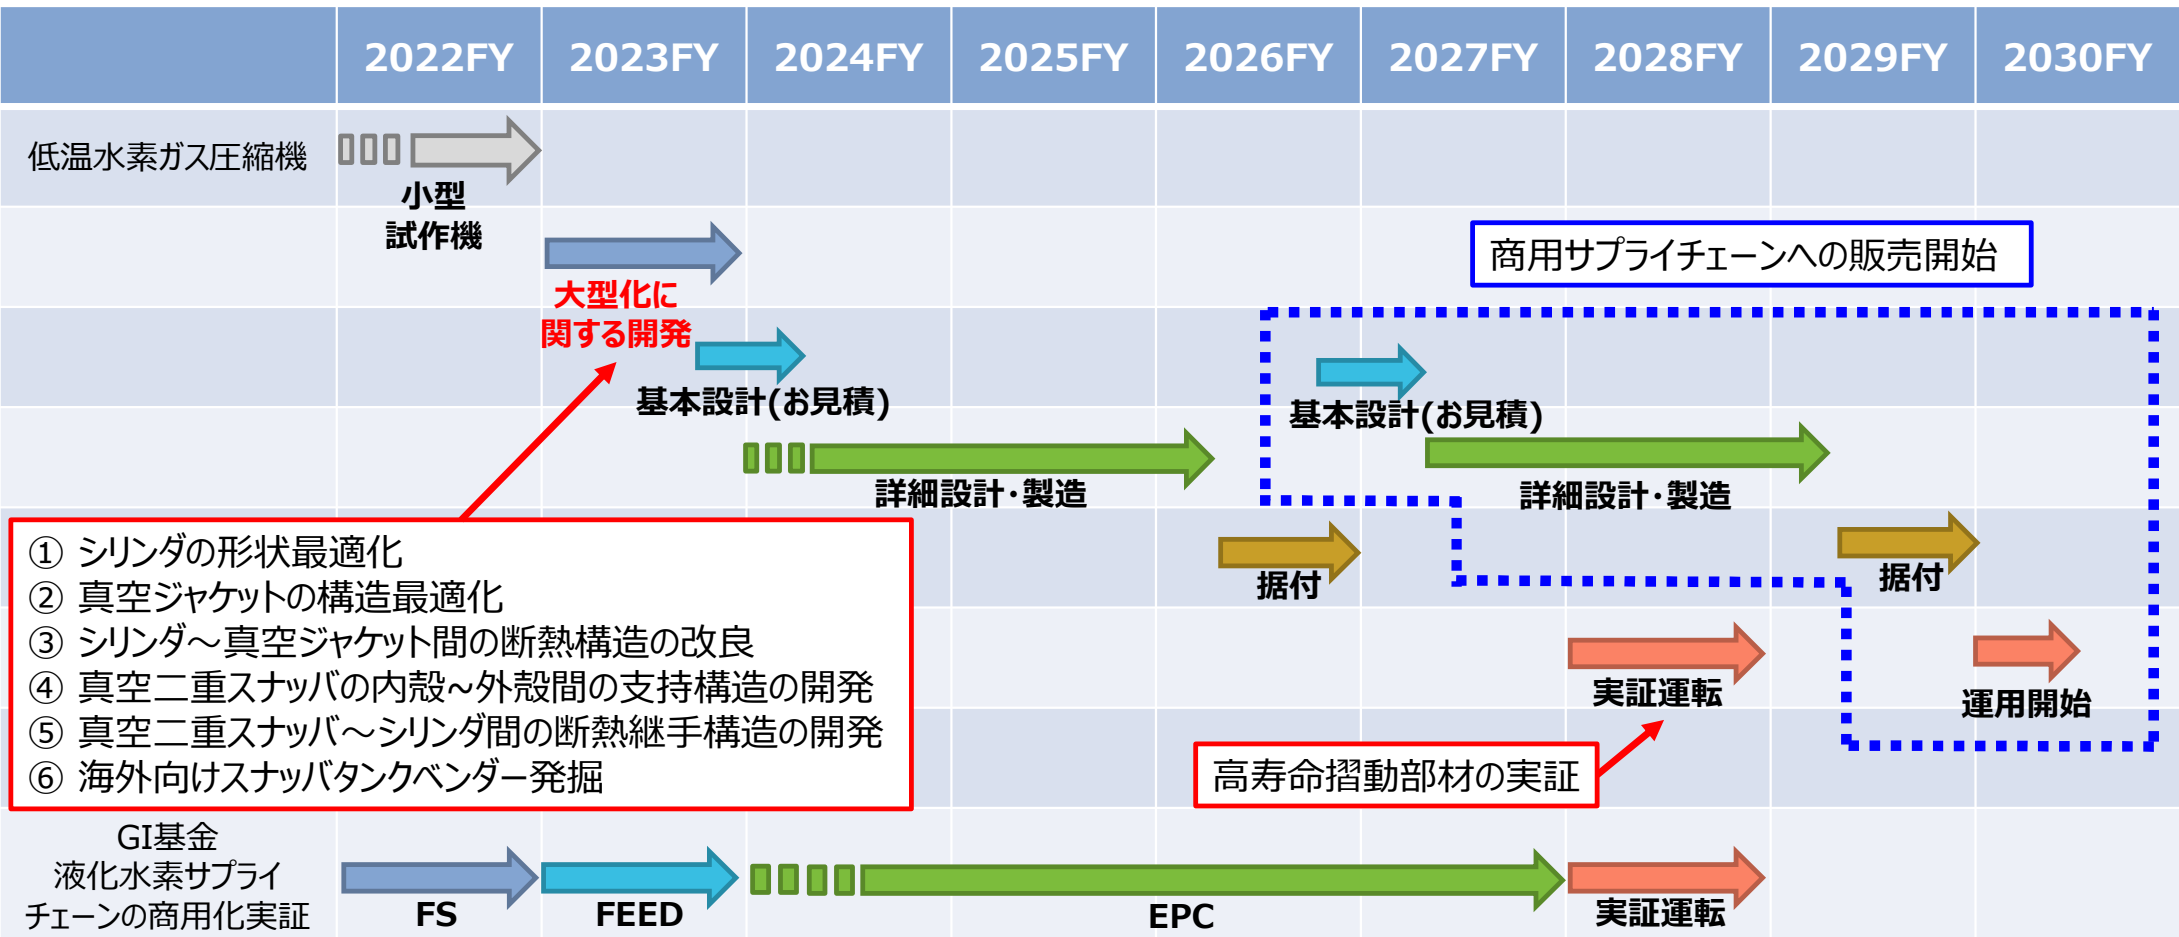 2022FY 2023FY 2024FY 2025FY 2026FY 2027FY 2028FY 2029FY 2030FY
低温水素ガス圧縮機
小型
試作機
商用サプライチェーンへの販売開始
大型化に
関する開発
基本設計(お見積)
基本設計(お見積)
詳細設計・製造
詳細設計・製造
① シリンダの形状最適化
② 真空ジャケットの構造最適化
③ シリンダ～真空ジャケット間の断熱構造の改良
④ 真空二重スナッバの内殻~外殻間の支持構造の開発
⑤ 真空二重スナッバ～シリンダ間の断熱継手構造の開発
⑥ 海外向けスナッバタンクベンダー発掘
据付
据付
実証運転
運用開始
高寿命摺動部材の実証
GI基金
液化水素サプライ
チェーンの商用化実証
FS
FEED
EPC
実証運転